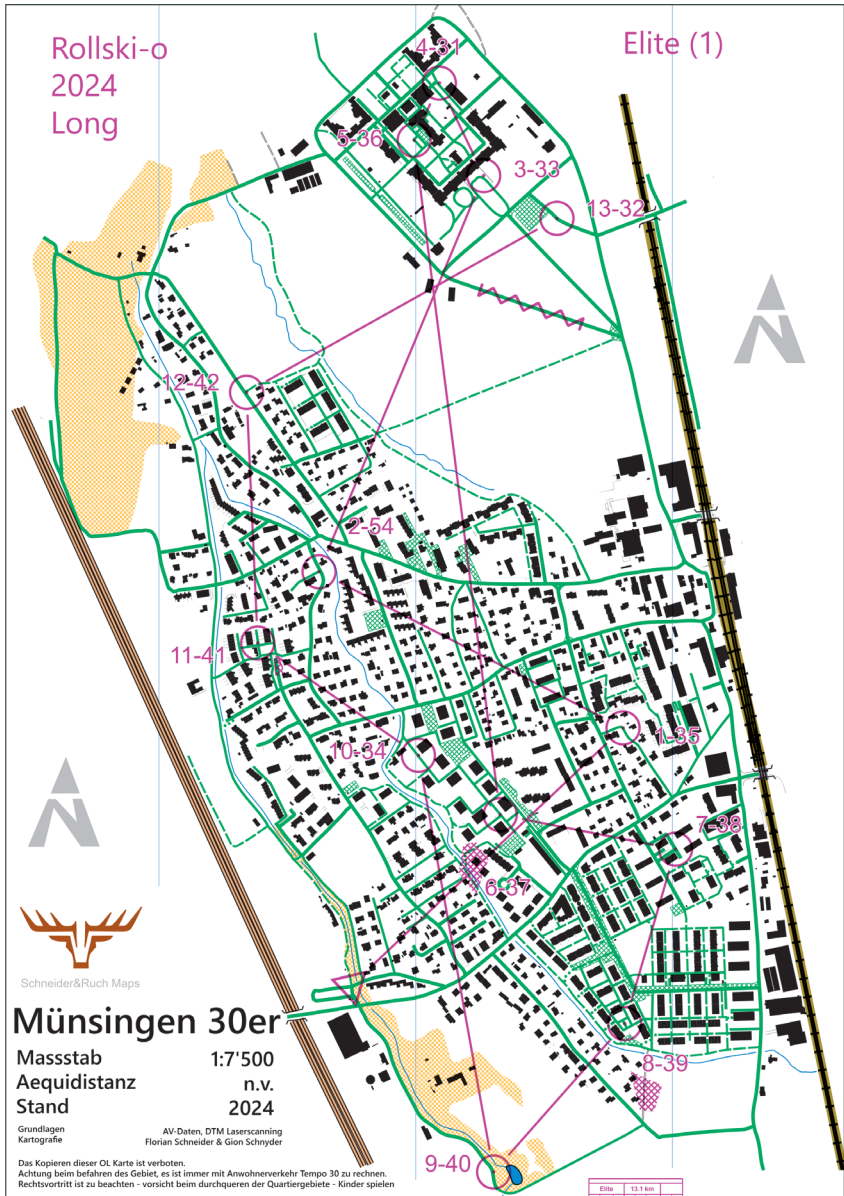 Rollski-o
2024
Long
Elite (1)
4-31
5-36
3-33
13-32
12-42
2-54
11-41
1-35
10-34
7-38
6-37
8-39
9-40
Schneider&Ruch Maps
Münsingen 30er
Massstab 1:7'500
Aequidistanz n.v.
Stand 2024
Grundlagen AV-Daten, DTM Laserscanning
Kartografie Florian Schneider & Gion Schnyder
Das Kopieren dieser OL Karte ist verboten.
Achtung beim befahren des Gebiet, es ist immer mit Anwohnerverkehr Tempo 30 zu rechnen.
Rechtsvortritt ist zu beachten - vorsicht beim durchqueren der Quartiergebiete - Kinder spielen
Elite 13.1 km